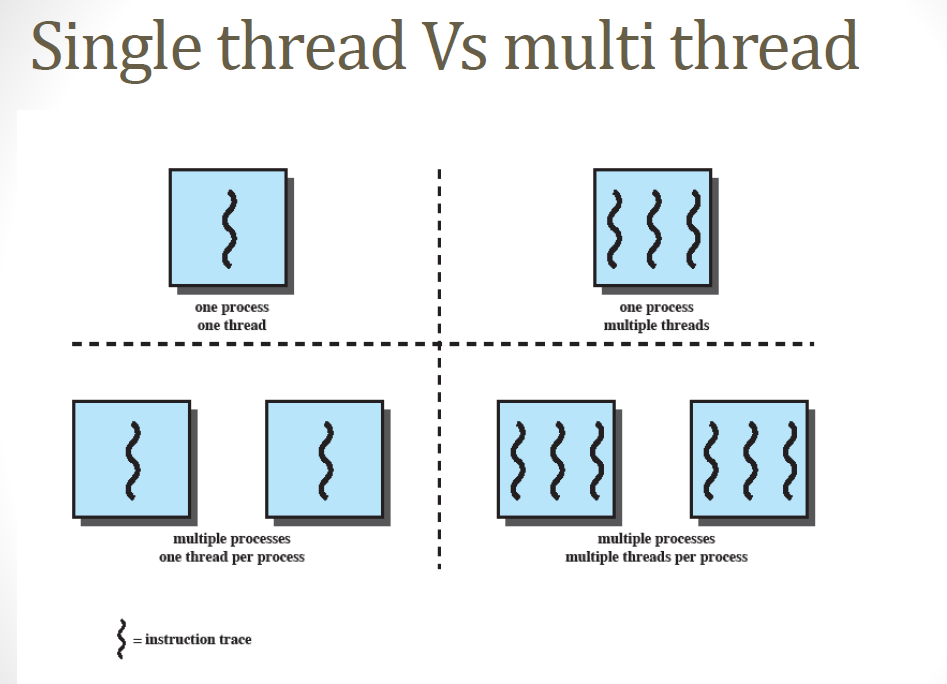 Single thread Vs multi thread
one process
one thread
one process
multiple threads
multiple processes
one thread per process
multiple processes
multiple threads per process
= instruction trace